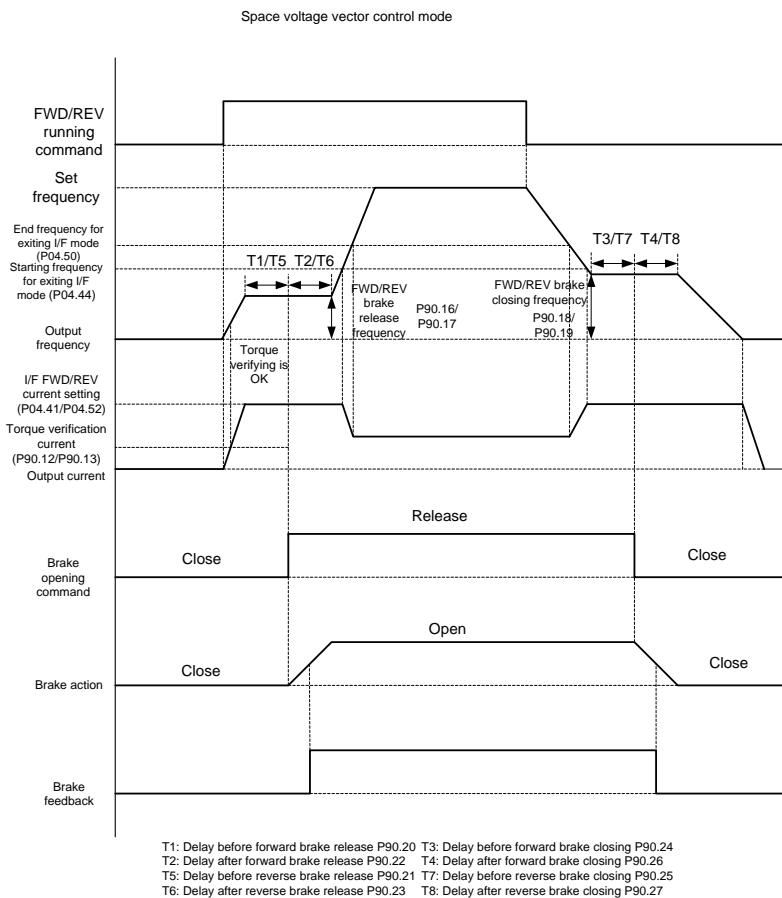 Space voltage vector control mode
FWD/REV
running
command
Set
frequency
End frequency for
exiting I/F mode
(P04.50)
Starting frequency
for exiting I/F
mode (P04.44)
T1/T5
T2/T6
T3/T7
T4/T8
FWD/REV
brake
release
frequency
P90.16/
P90.17
FWD/REV brake
closing frequency
P90.18/
P90.19
Output
frequency
Torque
verifying is
OK
I/F FWD/REV
current setting
(P04.41/P04.52)
Torque verification
current
(P90.12/P90.13)
Output current
Release
Close
Close
Brake
opening
command
Open
Close
Close
Brake action
Brake
feedback
T1: Delay before forward brake release P90.20 T3: Delay before forward brake closing P90.24
T2: Delay after forward brake release P90.22 T4: Delay after forward brake closing P90.26
T5: Delay before reverse brake release P90.21 T7: Delay before reverse brake closing P90.25
T6: Delay after reverse brake release P90.23 T8: Delay after reverse brake closing P90.27